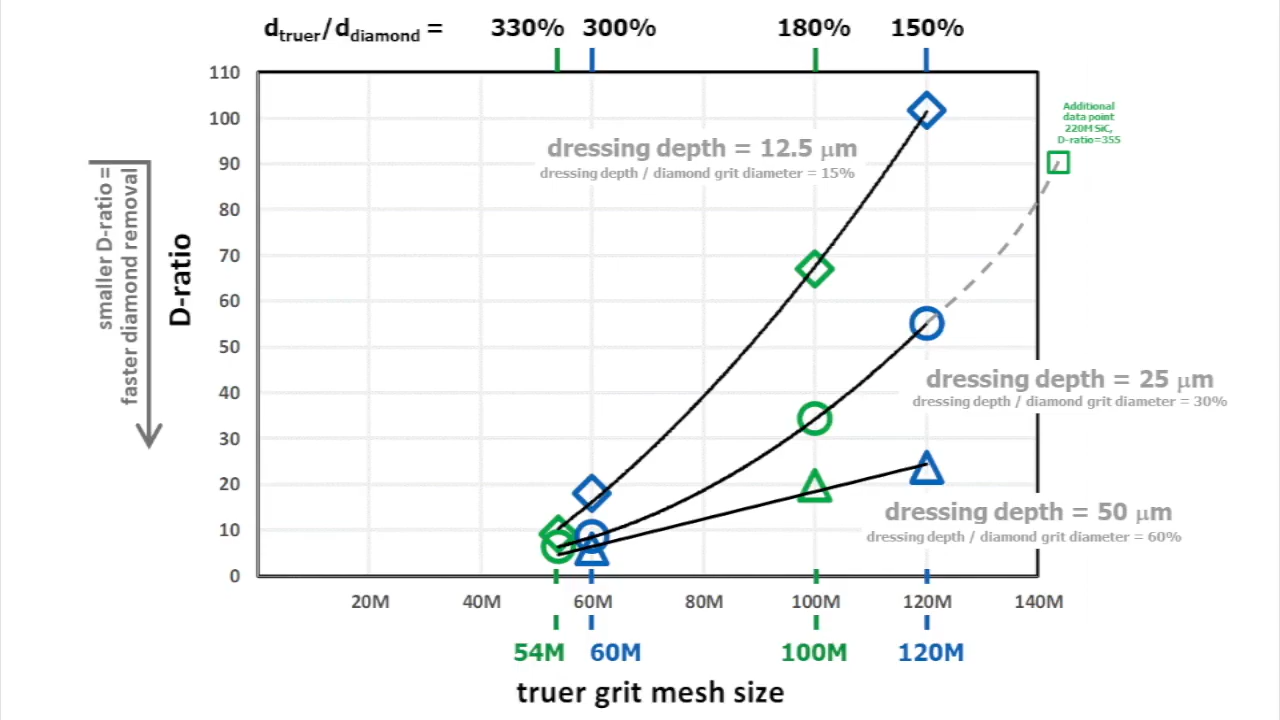 d_truer/d_diamond = 330% 300% 180% 150%
110
100
90
80
70
60
50
40
30
20
10
0
smaller D-ratio =
faster diamond removal
D-ratio
dressing depth = 12.5 μm
dressing depth / diamond grit diameter = 15%
Additional
data point
220M SiC,
D-ratio=355
dressing depth = 25 μm
dressing depth / diamond grit diameter = 30%
dressing depth = 50 μm
dressing depth / diamond grit diameter = 60%
20M 40M 60M 80M 100M 120M 140M
54M 60M 100M 120M
truer grit mesh size